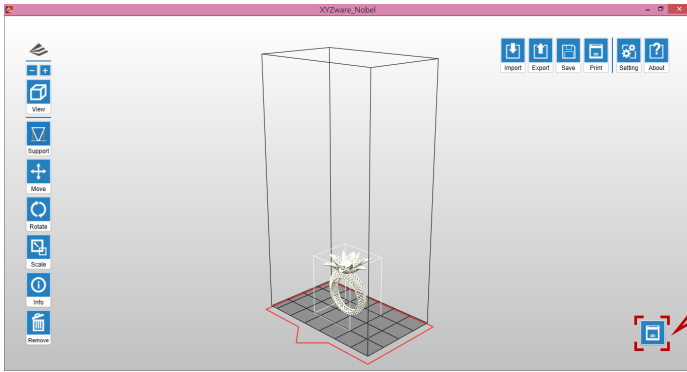 XYZware_Nobel
Import Export Save Print Setting About
View
Support
Move
Rotate
Scale
Info
Remove